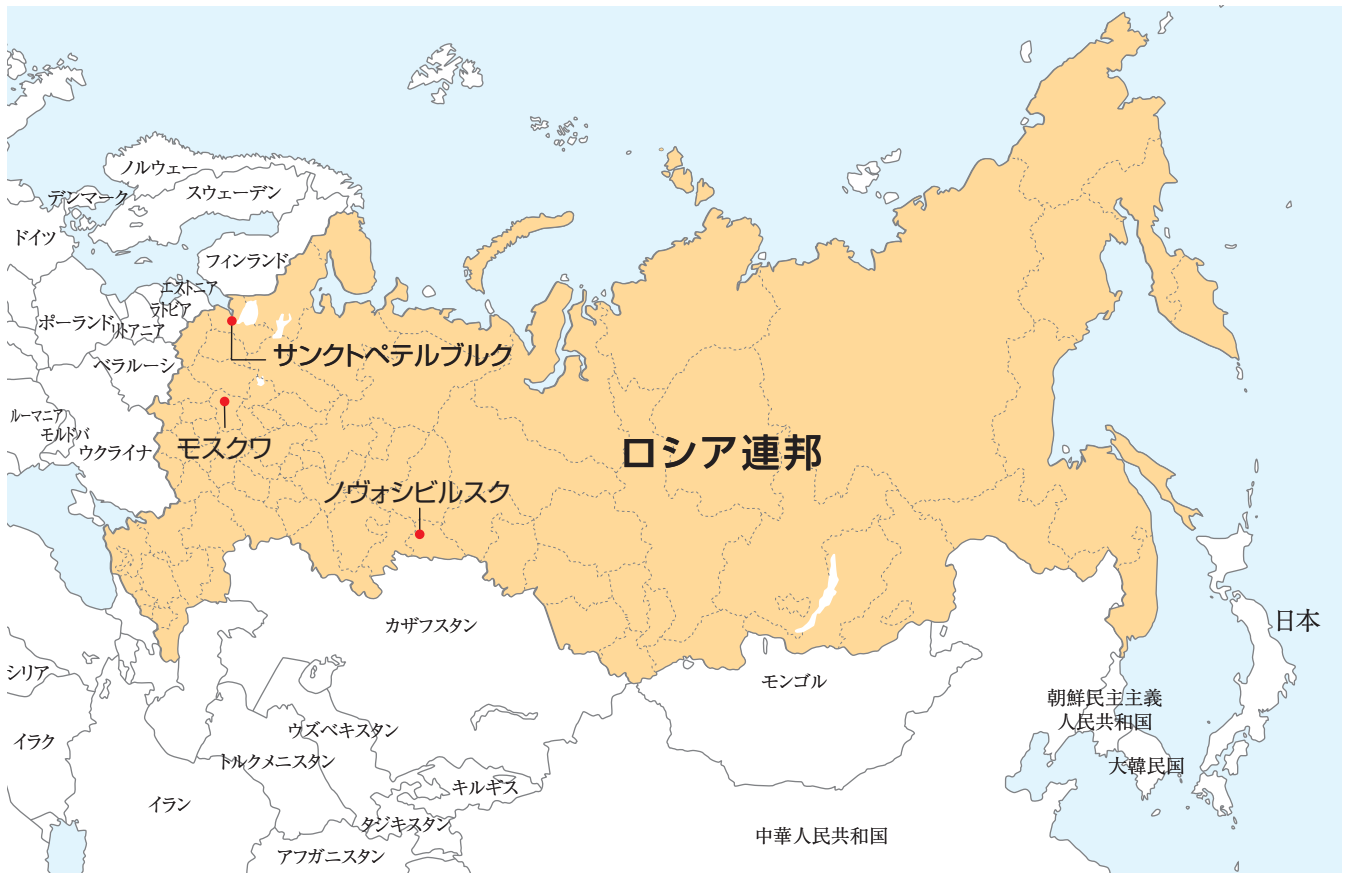 ノルウェー
スウェーデン
デンマーク
ドイツ
フィンランド
エストニア
ラトビア
ポーランド
リトアニア
サンクトペテルブルク
ベラルーシ
ルーマニア
モルドバ
ウクライナ
モスクワ
ロシア連邦
ノヴォシビルスク
カザフスタン
日本
シリア
モンゴル
朝鮮民主主義
人民共和国
イラク
ウズベキスタン
トルクメニスタン
大韓民国
キルギス
イラン
タジキスタン
中華人民共和国
アフガニスタン